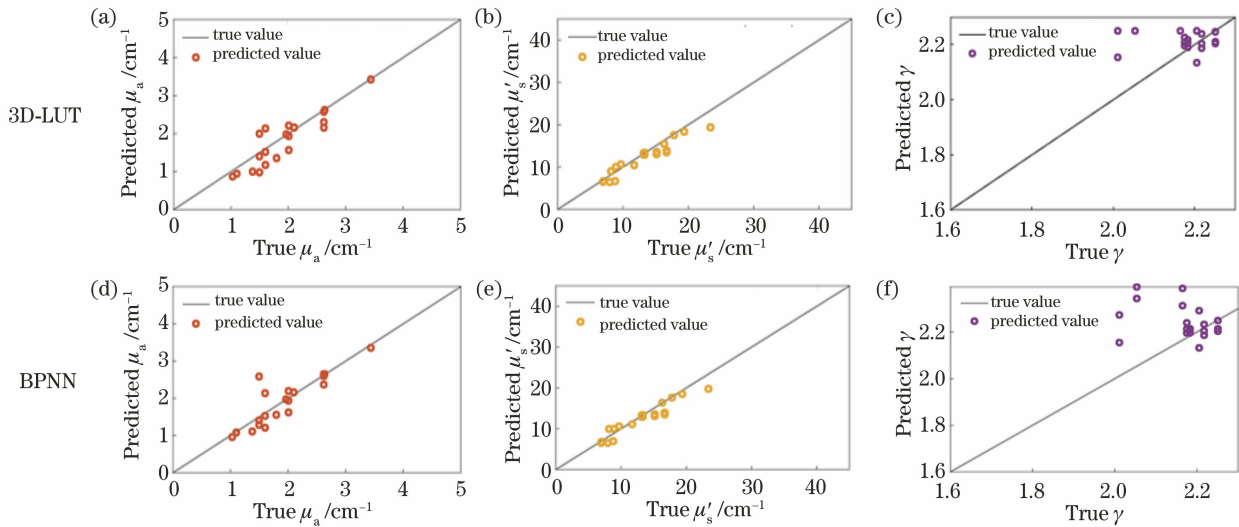 (a)
5
4
3
2
1
0
0 1 2 3 4 5
true value
predicted value
Predicted μa /cm−1
True μa /cm−1
(b)
40
30
20
10
0
0 10 20 30 40
true value
predicted value
Predicted μ′s /cm−1
True μ′s /cm−1
(c)
2.2
2.0
1.8
1.6
1.6 1.8 2.0 2.2
true value
predicted value
Predicted γ
True γ
3D-LUT
(d)
5
4
3
2
1
0
0 1 2 3 4 5
true value
predicted value
Predicted μa /cm−1
True μa /cm−1
(e)
40
30
20
10
0
0 10 20 30 40
true value
predicted value
Predicted μ′s /cm−1
True μ′s /cm−1
(f)
2.2
2.0
1.8
1.6
1.6 1.8 2.0 2.2
true value
predicted value
Predicted γ
True γ
BPNN